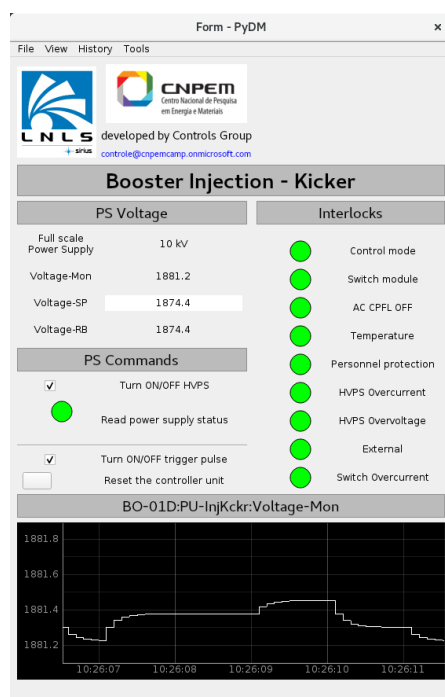 Form - PyDM
×
File View History Tools
CNPEM
Centro Nacional de Pesquisa
em Energia e Materiais
LNLS
sirius
developed by Controls Group
controle@cnpemcamp.onmicrosoft.com
Booster Injection - Kicker
PS Voltage
Full scale
Power Supply
10 kV
Voltage-Mon
1881.2
Voltage-SP
1874.4
Voltage-RB
1874.4
PS Commands
Turn ON/OFF HVPS
Read power supply status
Turn ON/OFF trigger pulse
Reset the controller unit
Interlocks
Control mode
Switch module
AC CPFL OFF
Temperature
Personnel protection
HVPS Overcurrent
HVPS Overvoltage
External
Switch Overcurrent
BO-01D:PU-InjKckr:Voltage-Mon
1881.8
1881.6
1881.4
1881.2
10:26:07 10:26:08 10:26:09 10:26:10 10:26:11